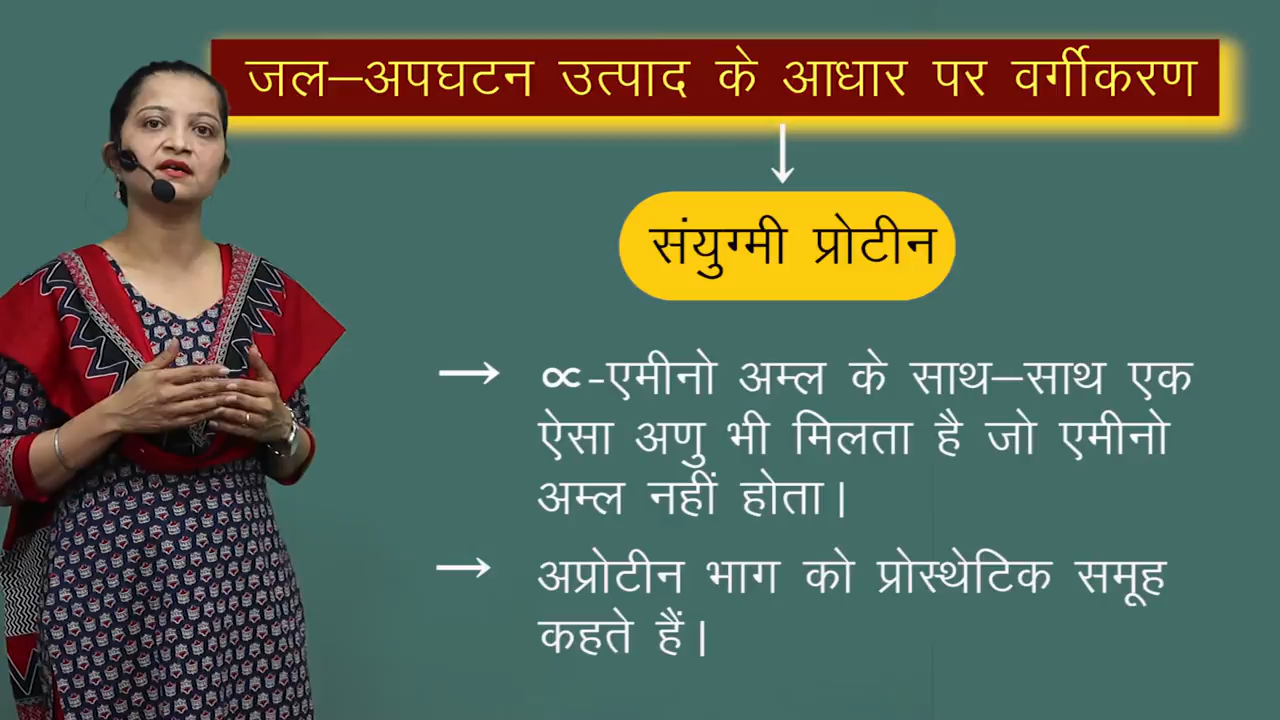 जल–अपघटन उत्पाद के आधार पर वर्गीकरण
संयुग्मी प्रोटीन
→ ∝-एमीनो अम्ल के साथ–साथ एक
ऐसा अणु भी मिलता है जो एमीनो
अम्ल नहीं होता।
→ अप्रोटीन भाग को प्रोस्थेटिक समूह
कहते हैं।